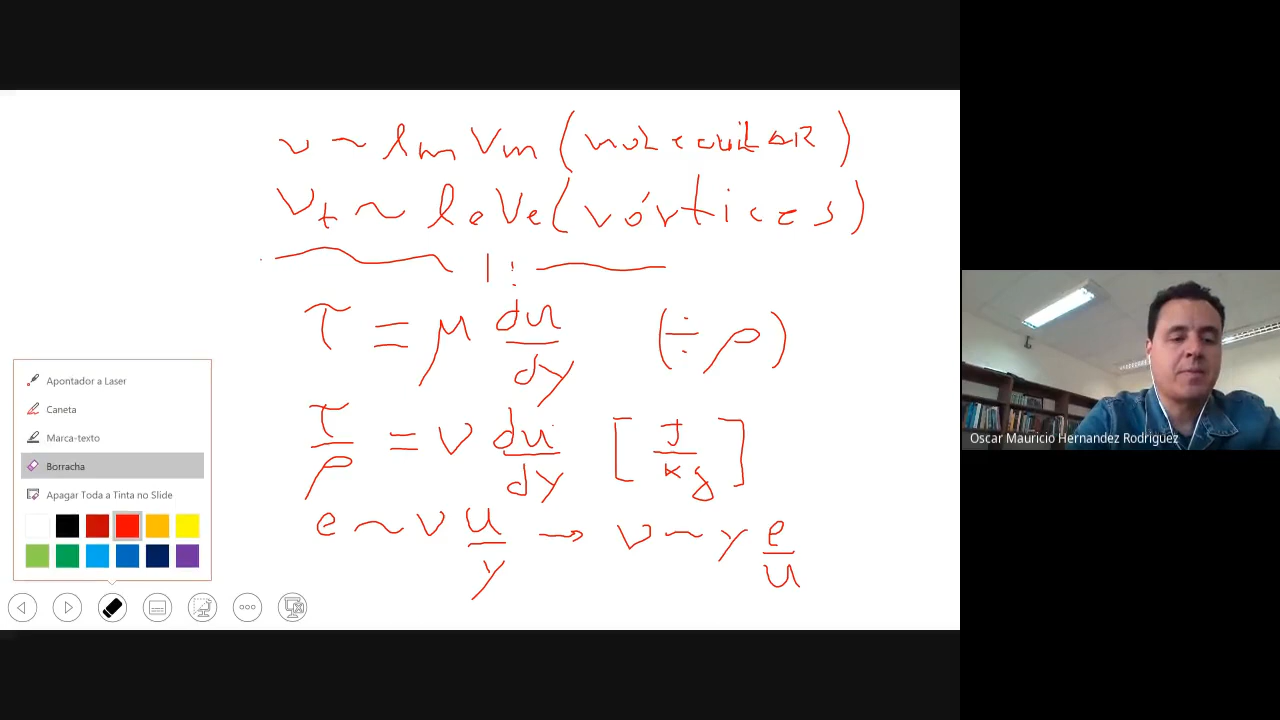 ν ~ lm Vm (molecular)
νt ~ le Ve (vórtices)
τ = μ du/dy (÷ ρ)
τ/ρ = ν du/dy [J/kg]
e ~ ν u/y → ν ~ y e/u
Apontador a Laser
Caneta
Marca-texto
Borracha
Apagar Toda a Tinta no Slide
Oscar Mauricio Hernandez Rodriguez